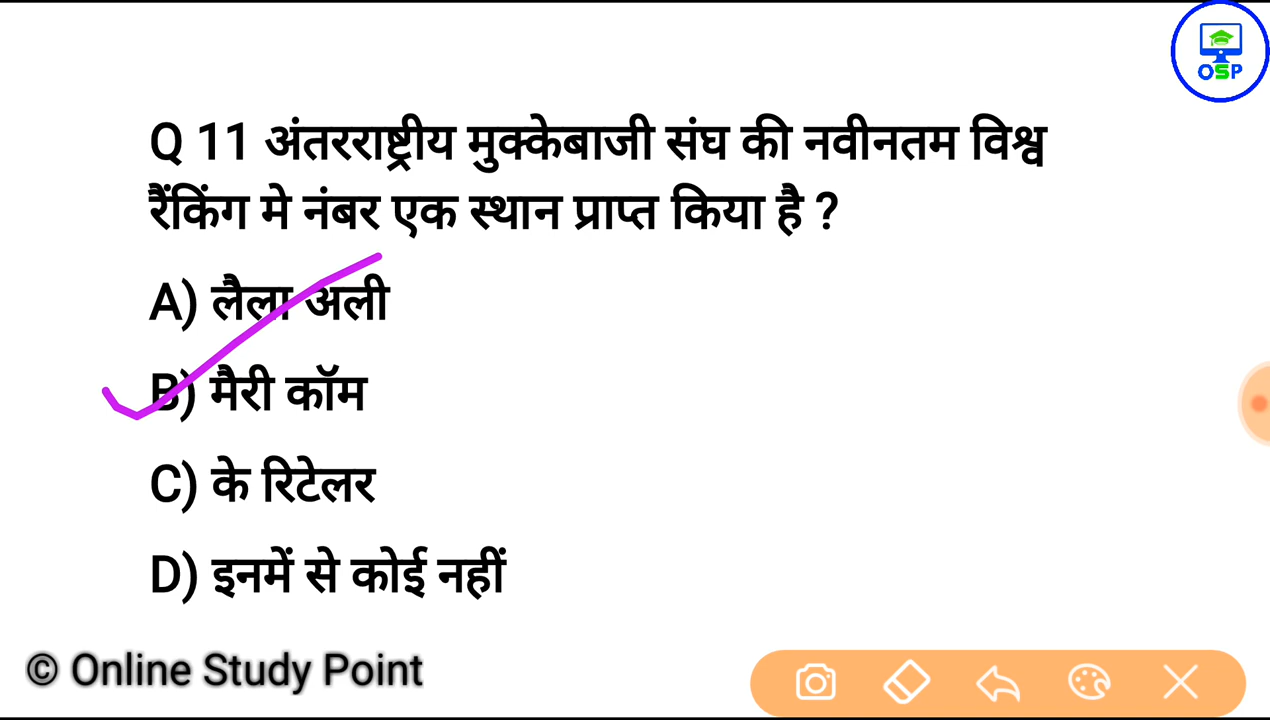 OSP
Q 11 अंतरराष्ट्रीय मुक्केबाजी संघ की नवीनतम विश्व
रैंकिंग मे नंबर एक स्थान प्राप्त किया है ?
A) लैला अली
B) मैरी कॉम
C) के रिटेलर
D) इनमें से कोई नहीं
© Online Study Point